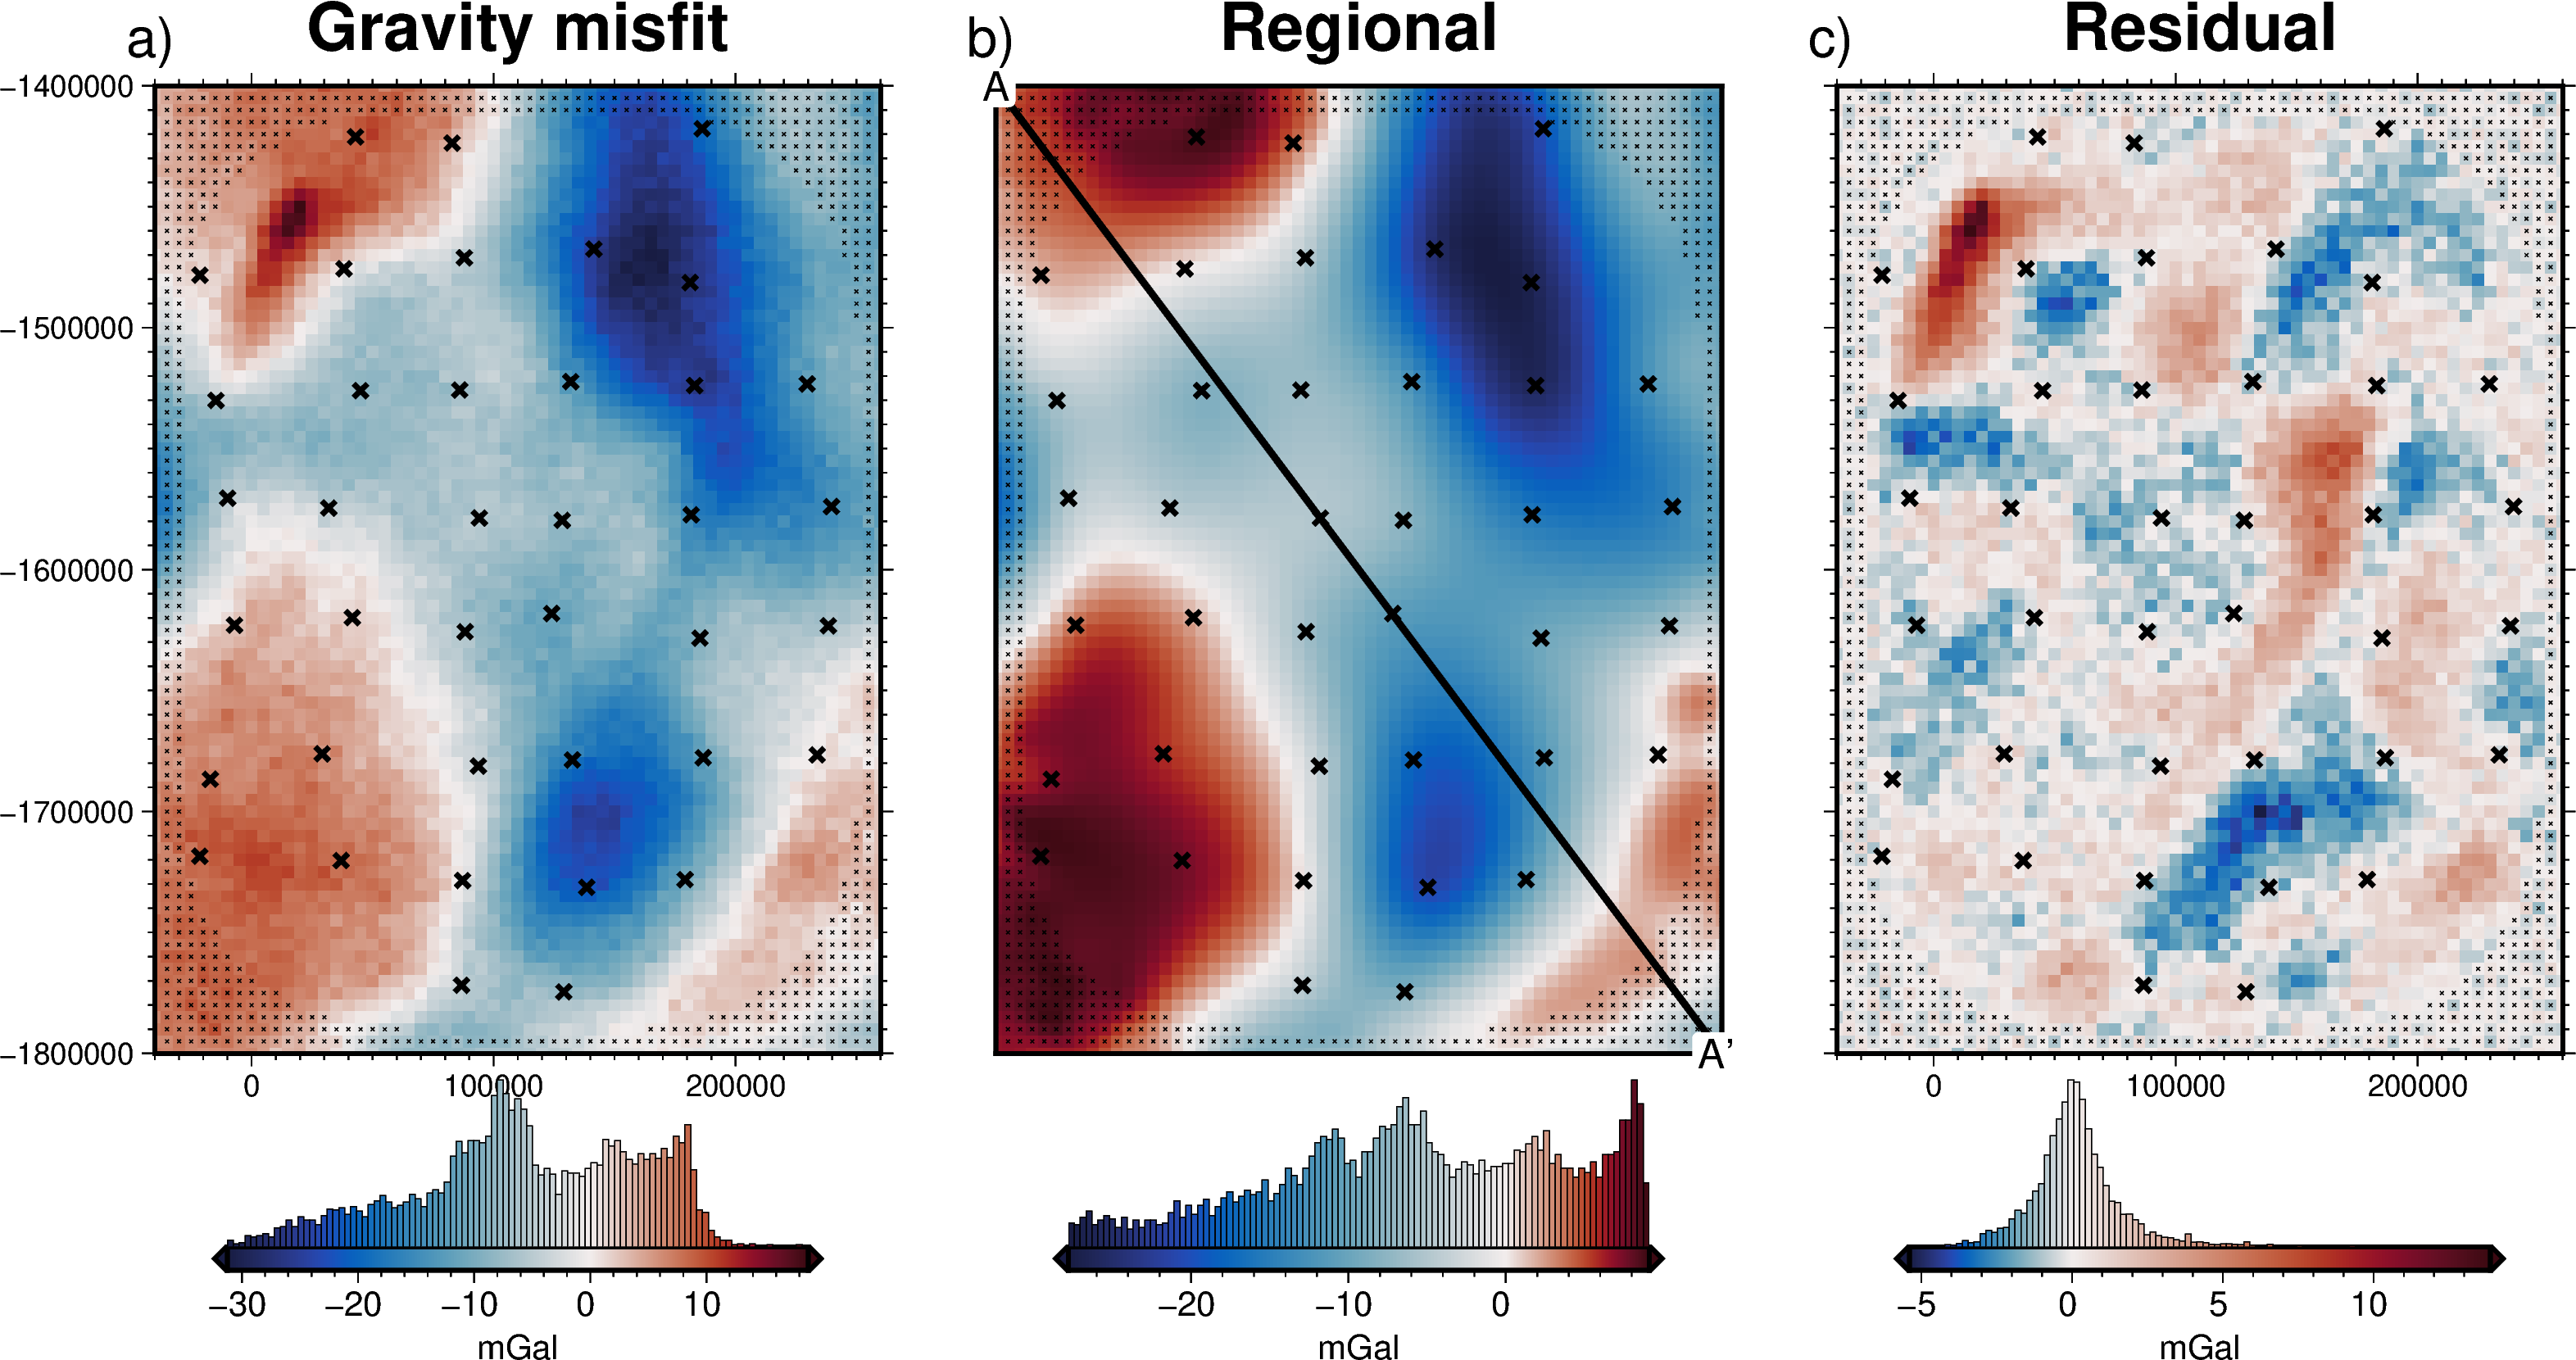 a) Gravity misfit
b) Regional
c) Residual
A
−1400000
−1500000
−1600000
−1700000
−1800000
A'
0 100000 200000
0 100000 200000
−30 −20 −10 0 10
−20 −10 0
−5 0 5 10
mGal
mGal
mGal